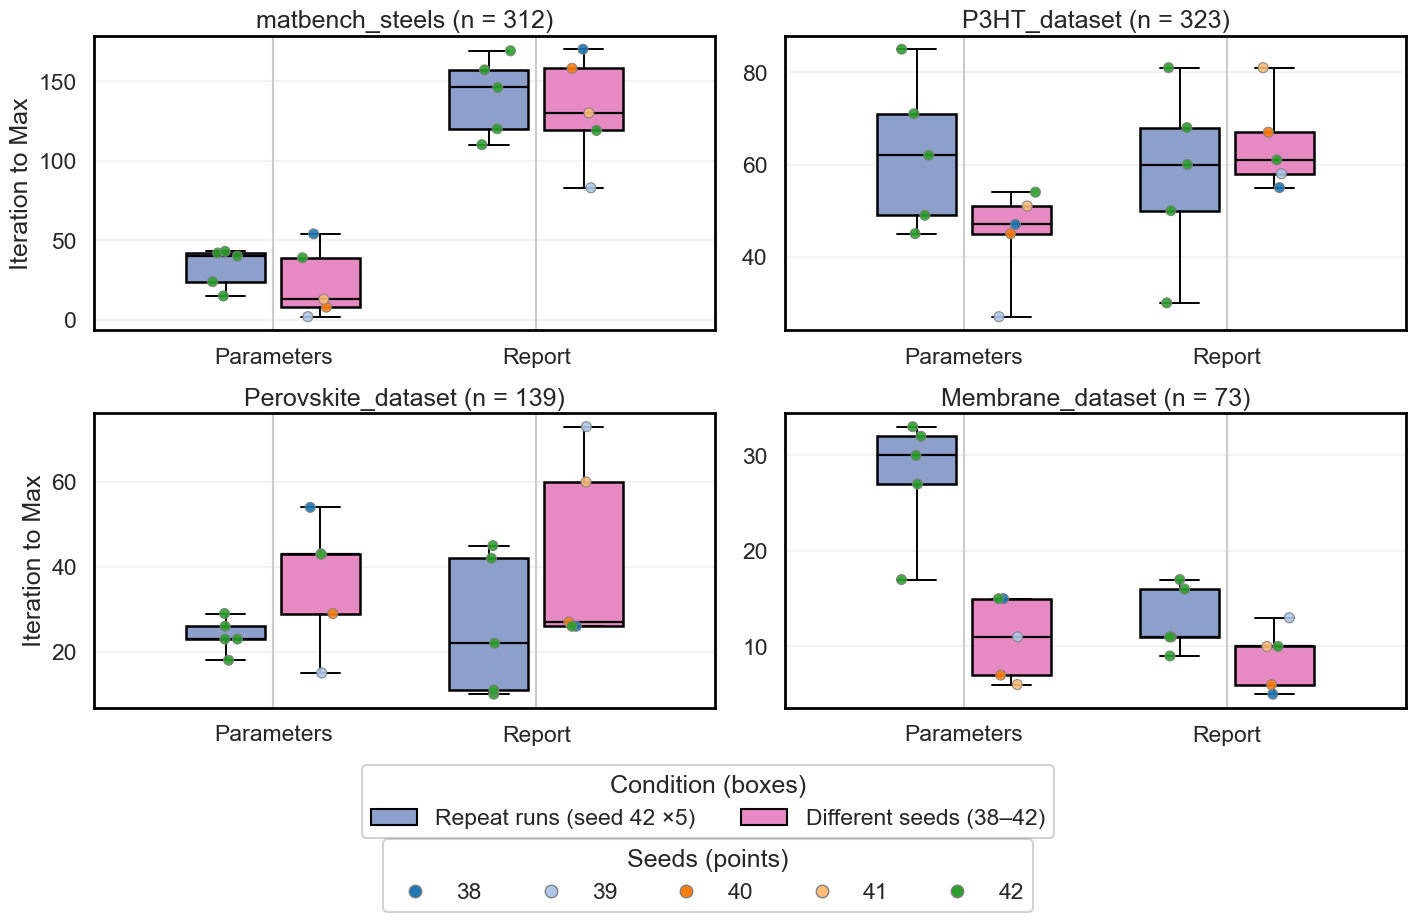 matbench_steels (n = 312)
P3HT_dataset (n = 323)
Iteration to Max
150
100
50
0
80
60
40
Parameters
Report
Parameters
Report
Perovskite_dataset (n = 139)
Membrane_dataset (n = 73)
Iteration to Max
60
40
20
30
20
10
Parameters
Report
Parameters
Report
Condition (boxes)
Repeat runs (seed 42 ×5)
Different seeds (38–42)
Seeds (points)
38
39
40
41
42